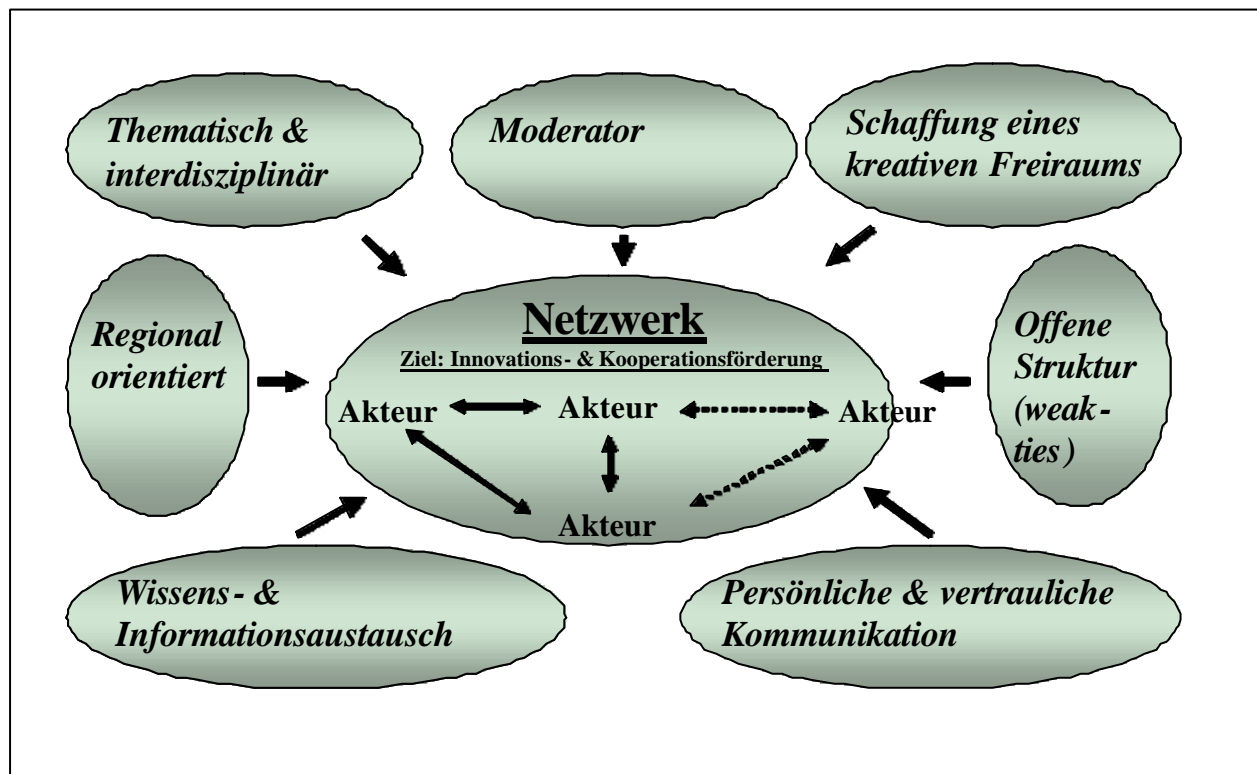 Thematisch &
interdisziplinär
Moderator
Schaffung eines
kreativen Freiraums
Regional
orientiert
Netzwerk
Ziel: Innovations- & Kooperationsförderung
Akteur
Akteur
Akteur
Akteur
Offene
Struktur
(weak-
ties)
Wissens- &
Informationsaustausch
Persönliche & vertrauliche
Kommunikation